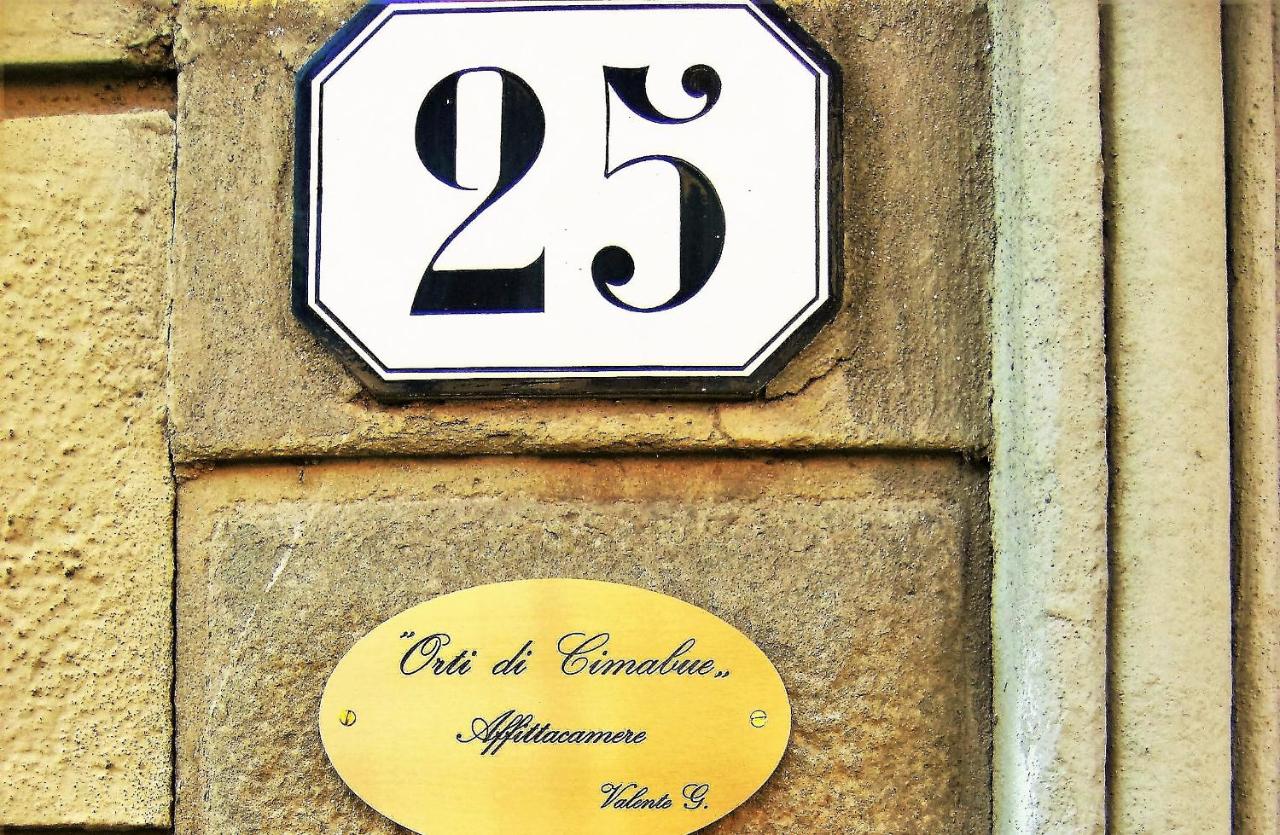 25
"Orti di Cimabue„
Affittacamere
Valente G.